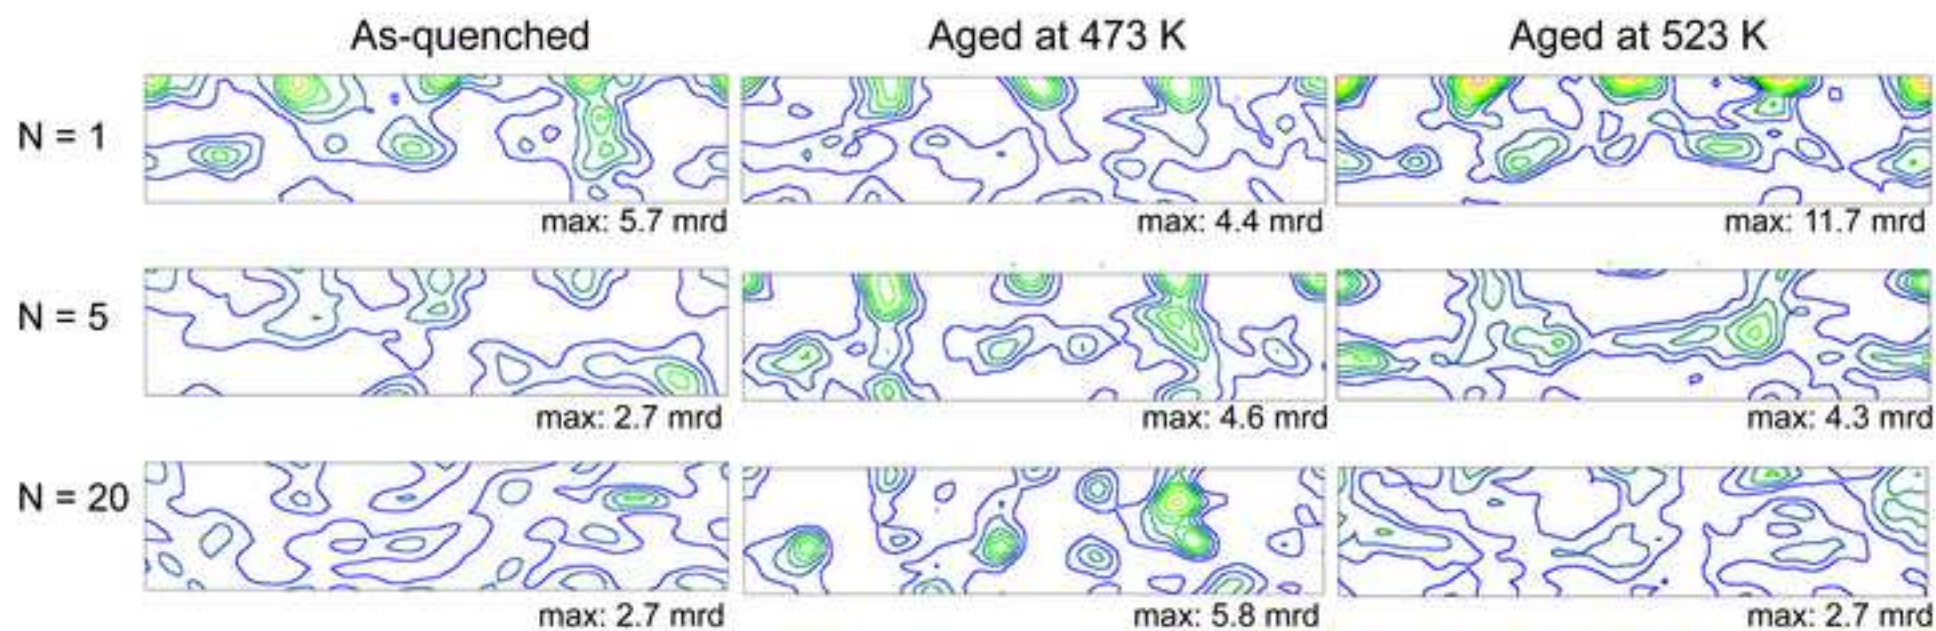 As-quenched Aged at 473 K Aged at 523 K
N = 1
max: 5.7 mrd max: 4.4 mrd max: 11.7 mrd
N = 5
max: 2.7 mrd max: 4.6 mrd max: 4.3 mrd
N = 20
max: 2.7 mrd max: 5.8 mrd max: 2.7 mrd